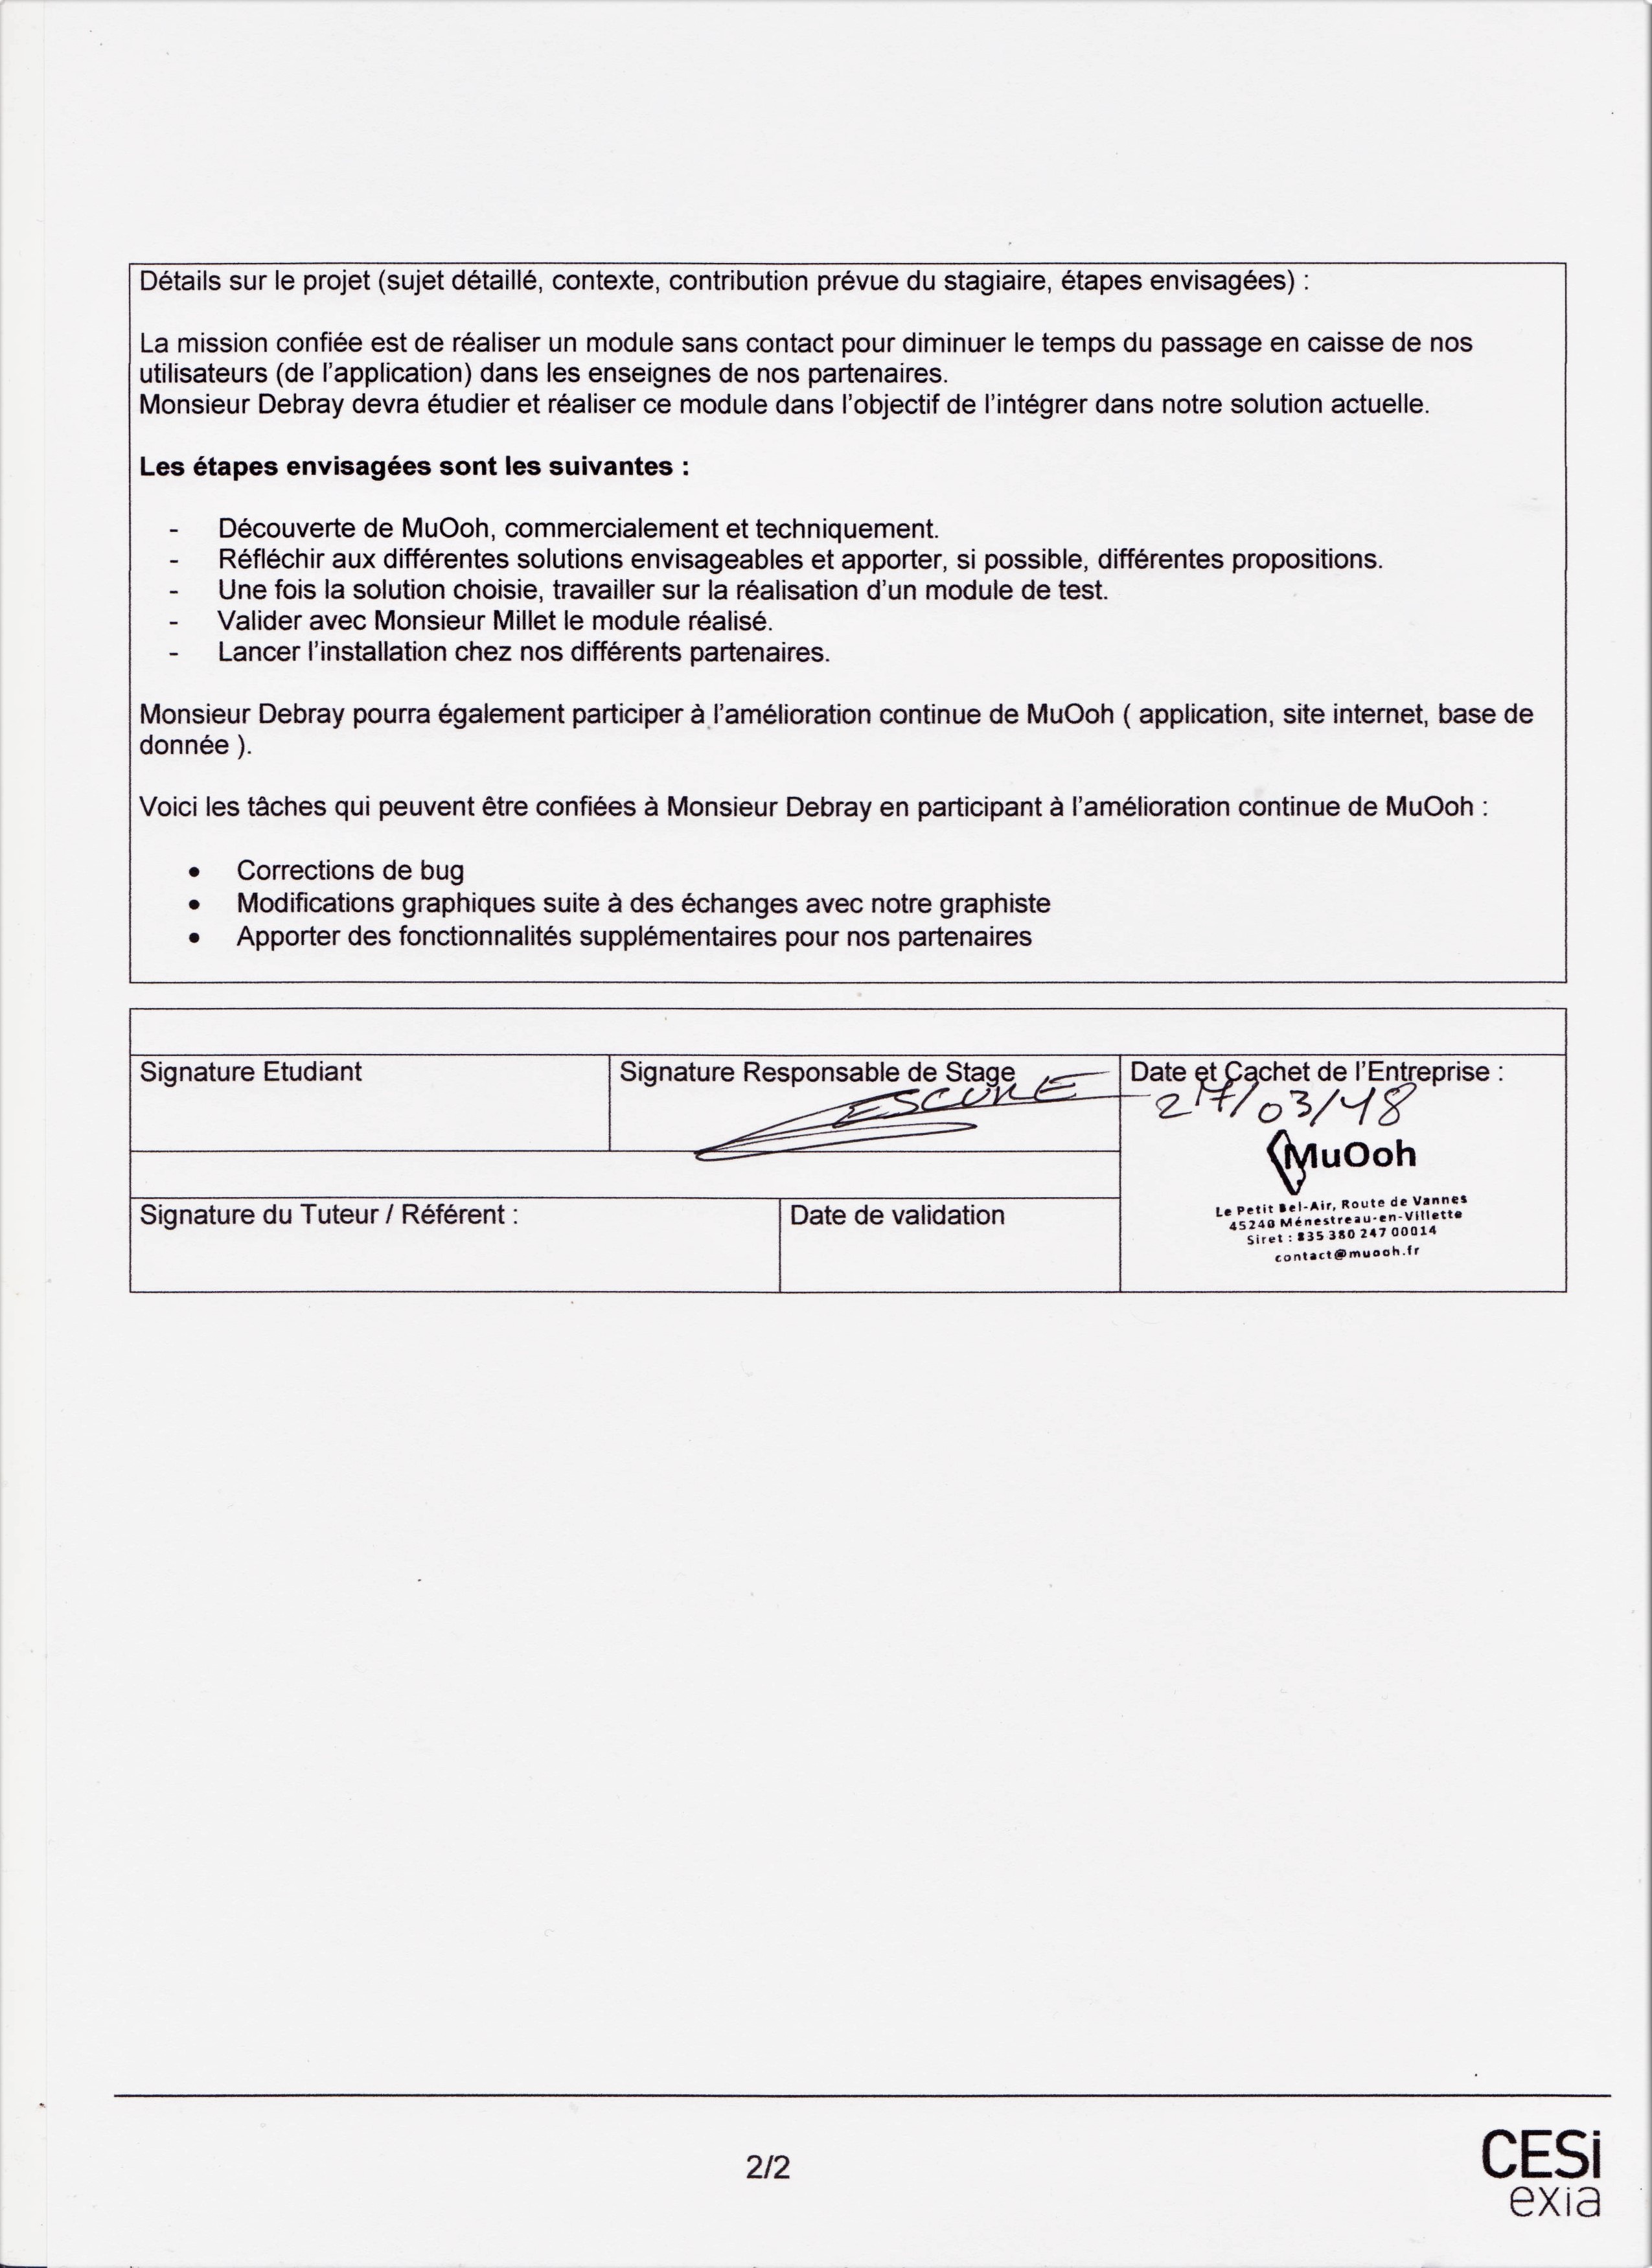 Détails sur le projet (sujet détaillé, contexte, contribution prévue du stagiaire, étapes envisagées) :
La mission confiée est de réaliser un module sans contact pour diminuer le temps du passage en caisse de nos
utilisateurs (de l'application) dans les enseignes de nos partenaires.
Monsieur Debray devra étudier et réaliser ce module dans l'objectif de l'intégrer dans notre solution actuelle.
Les étapes envisagées sont les suivantes :
- Découverte de MuOoh, commercialement et techniquement.
- Réfléchir aux différentes solutions envisageables et apporter, si possible, différentes propositions.
- Une fois la solution choisie, travailler sur la réalisation d'un module de test.
- Valider avec Monsieur Millet le module réalisé.
- Lancer l'installation chez nos différents partenaires.
Monsieur Debray pourra également participer à l'amélioration continue de MuOoh ( application, site internet, base de
donnée ).
Voici les tâches qui peuvent être confiées à Monsieur Debray en participant à l'amélioration continue de MuOoh :
• Corrections de bug
• Modifications graphiques suite à des échanges avec notre graphiste
• Apporter des fonctionnalités supplémentaires pour nos partenaires
Signature Etudiant
Signature Responsable de Stage
Date et Cachet de l'Entreprise :
27/03/18
MuOoh
Le Petit Bel-Air, Route de Vannes
45240 Ménestreau-en-Villette
Siret : 835 380 247 00014
contact@muooh.fr
Signature du Tuteur / Référent :
Date de validation
2/2
CESi
exia